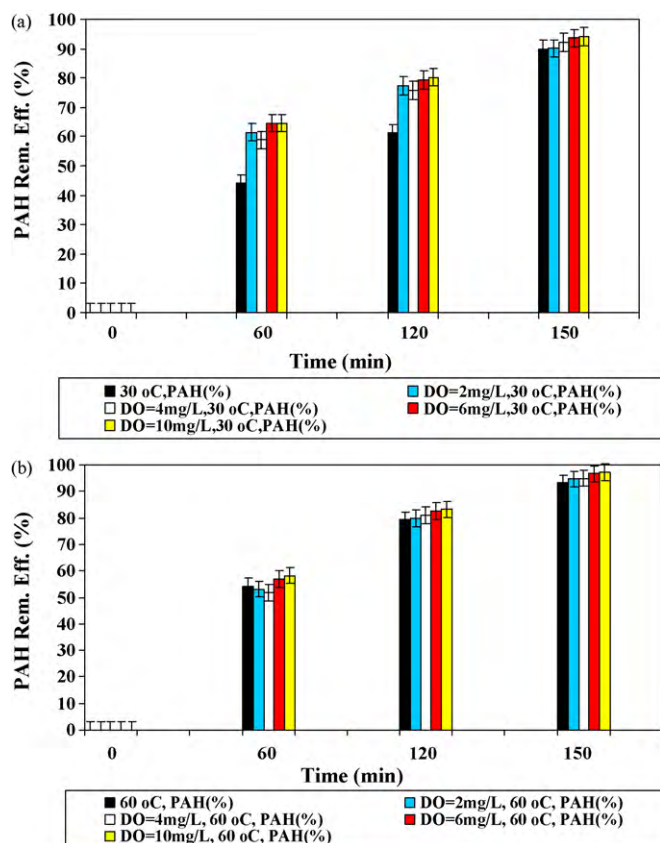 (a)
100
90
80
70
60
50
40
30
20
10
0
PAH Rem. Eff. (%)
0 60 120 150
Time (min)
30 oC,PAH(%) DO=2mg/L,30 oC,PAH(%)
DO=4mg/L,30 oC,PAH(%) DO=6mg/L,30 oC,PAH(%)
DO=10mg/L,30 oC,PAH(%)
(b)
100
90
80
70
60
50
40
30
20
10
0
PAH Rem. Eff. (%)
0 60 120 150
Time (min)
60 oC, PAH(%) DO=2mg/L, 60 oC, PAH(%)
DO=4mg/L, 60 oC, PAH(%) DO=6mg/L, 60 oC, PAH(%)
DO=10mg/L, 60 oC, PAH(%)